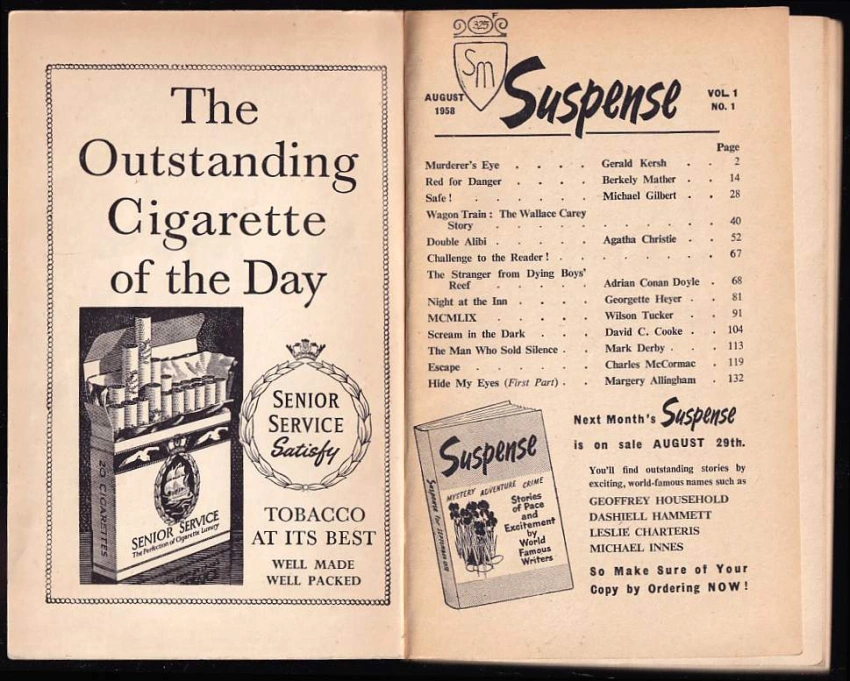 The
Outstanding
Cigarette
of the Day
SENIOR
SERVICE
Satisfy
20 CIGARETTES
SENIOR SERVICE
The Perfection of Cigarette Luxury
TOBACCO
AT ITS BEST
WELL MADE
WELL PACKED
F
325
SM
AUGUST
1958
Suspense
VOL. 1
NO. 1
Page
Murderer's Eye . . . . Gerald Kersh . . 2
Red for Danger . . . . Berkely Mather . . 14
Safe ! . . . . . . Michael Gilbert . . 28
Wagon Train : The Wallace Carey
Story . . . . . . . . . . 40
Double Alibi . . . . Agatha Christie . . 52
Challenge to the Reader ! . . . . . . . 67
The Stranger from Dying Boys'
Reef . . . . . . Adrian Conan Doyle . 68
Night at the Inn . . . . Georgette Heyer . . 81
MCMLIX . . . . . Wilson Tucker . . 91
Scream in the Dark . . . David C. Cooke . . 104
The Man Who Sold Silence . . Mark Derby . . . 113
Escape . . . . . . Charles McCormac . 119
Hide My Eyes (First Part) . . Margery Allingham . 132
Suspense
MYSTERY ADVENTURE CRIME
Stories
of Pace
and
Excitement
by
World
Famous
Writers
Suspense for SEPTEMBER
Next Month's Suspense
is on sale AUGUST 29th.
You'll find outstanding stories by
exciting, world-famous names such as
GEOFFREY HOUSEHOLD
DASHIELL HAMMETT
LESLIE CHARTERIS
MICHAEL INNES
So Make Sure of Your
Copy by Ordering NOW !